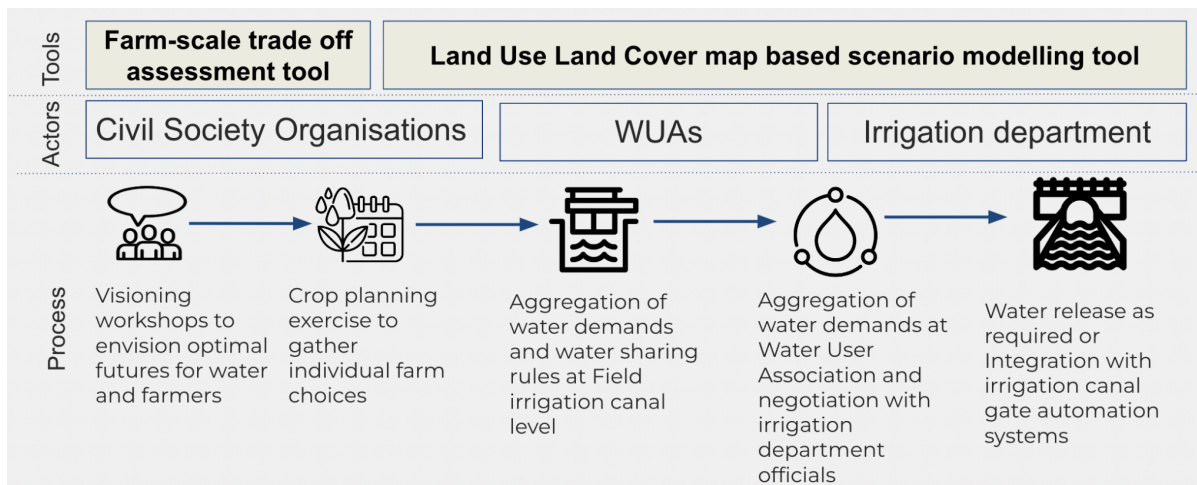 Tools
Farm-scale trade off
assessment tool
Land Use Land Cover map based scenario modelling tool
Actors
Civil Society Organisations
WUAs
Irrigation department
Process
Visioning
workshops to
envision optimal
futures for water
and farmers
Crop planning
exercise to
gather
individual farm
choices
Aggregation of
water demands
and water sharing
rules at Field
irrigation canal
level
Aggregation of
water demands at
Water User
Association and
negotiation with
irrigation
department
officials
Water release as
required or
Integration with
irrigation canal
gate automation
systems